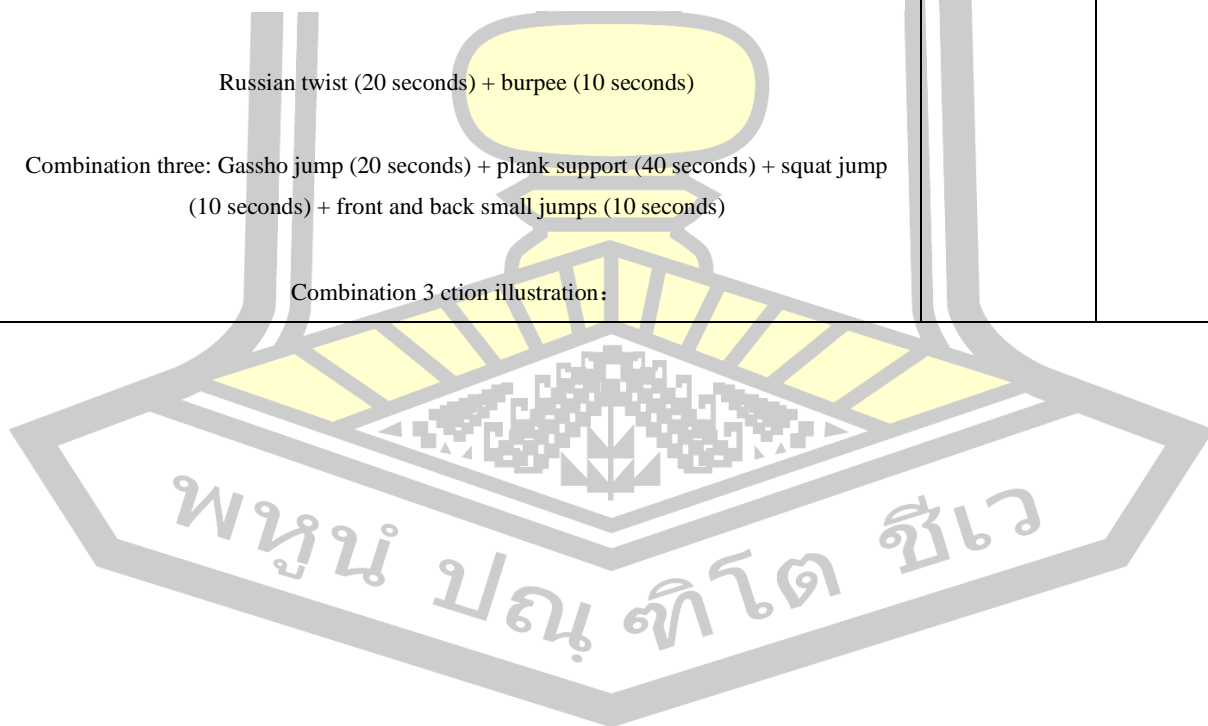 Russian twist (20 seconds) + burpee (10 seconds)
Combination three: Gassho jump (20 seconds) + plank support (40 seconds) + squat jump
(10 seconds) + front and back small jumps (10 seconds)
Combination 3 ction illustration：
พหูนํ ปณฺฑิโต ชีเว